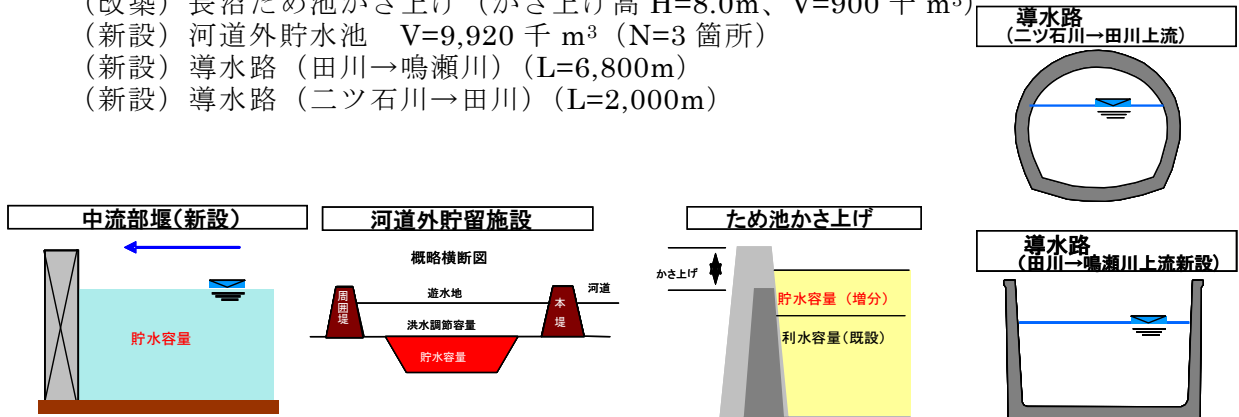 (改築)長沼ため池かさ上げ(かさ上げ高 H=8.0m、V=900 千 m³)
(新設)河道外貯水池 V=9,920 千 m³(N=3 箇所)
(新設)導水路(田川→鳴瀬川)(L=6,800m)
(新設)導水路(二ツ石川→田川)(L=2,000m)
導水路
(二ツ石川→田川上流)
中流部堰(新設)
貯水容量
河道外貯留施設
概略横断図
周囲堤
遊水地
本堤
河道
洪水調節容量
貯水容量
ため池かさ上げ
かさ上げ
貯水容量(増分)
利水容量(既設)
導水路
(田川→鳴瀬川上流新設)